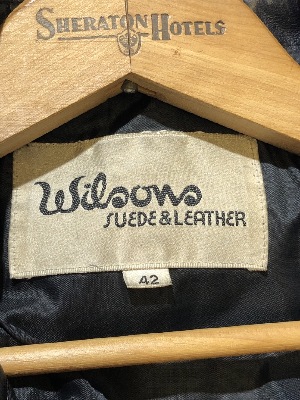 SHERATON HOTELS
Wilsons
SUEDE & LEATHER
42